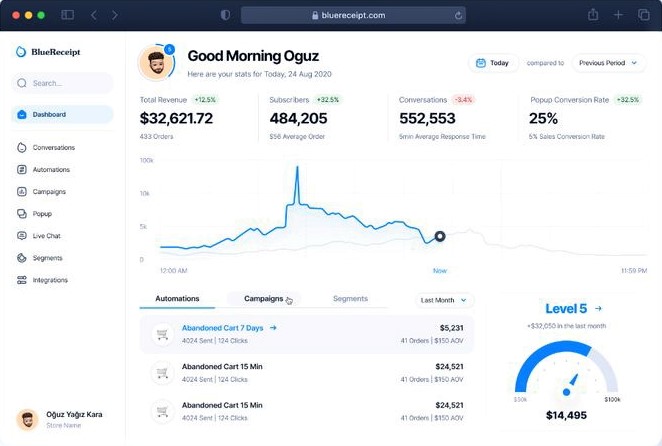 bluereceipt.com
BlueReceipt
Search...
Dashboard
Conversations
Automations
Campaigns
Popup
Live Chat
Segments
Integrations
Oğuz Yağız Kara
Store Name
5
Good Morning Oguz
Here are your stats for Today, 24 Aug 2020
Today
compared to
Previous Period
Total Revenue +12.5%
$32,621.72
433 Orders
Subscribers +32.5%
484,205
$56 Average Order
Conversations -3.4%
552,553
5min Average Response Time
Popup Conversion Rate +32.5%
25%
5% Sales Conversion Rate
100k
10k
5k
0
12:00 AM
Now
11:59 PM
Automations
Campaigns
Segments
Last Month
Abandoned Cart 7 Days → $5,231
4024 Sent | 124 Clicks 41 Orders | $150 AOV
Abandoned Cart 15 Min $24,521
4024 Sent | 124 Clicks 41 Orders | $150 AOV
Abandoned Cart 15 Min $24,521
4024 Sent | 124 Clicks 41 Orders | $150 AOV
Level 5 →
+$32,050 in the last month
$50k
$100k
$14,495